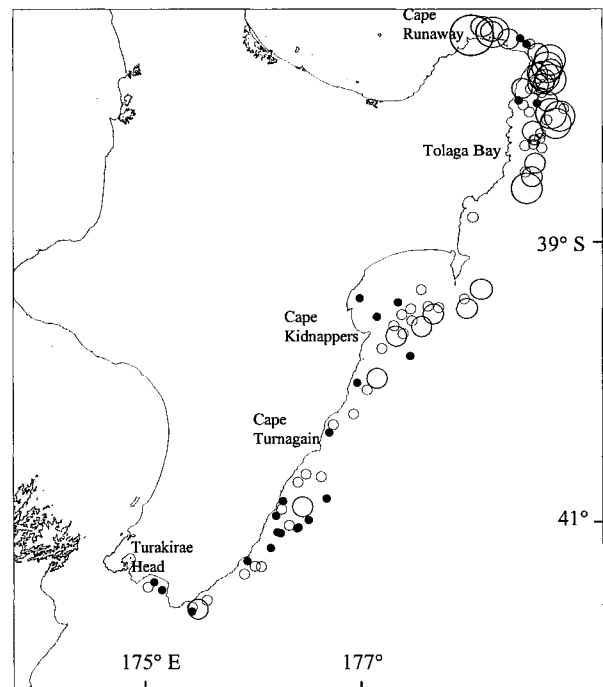 Cape
Runaway
Tolaga Bay
39° S
Cape
Kidnappers
Cape
Turnagain
41°
Turakirae
Head
175° E
177°